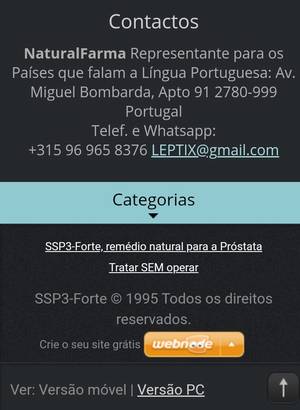 Contactos
NaturalFarma Representante para os
Países que falam a Língua Portuguesa: Av.
Miguel Bombarda, Apto 91 2780-999
Portugal
Telef. e Whatsapp:
+315 96 965 8376 LEPTIX@gmail.com
Categorias
SSP3-Forte, remédio natural para a Próstata
Tratar SEM operar
SSP3-Forte © 1995 Todos os direitos
reservados.
Crie o seu site grátis webnode
Ver: Versão móvel | Versão PC